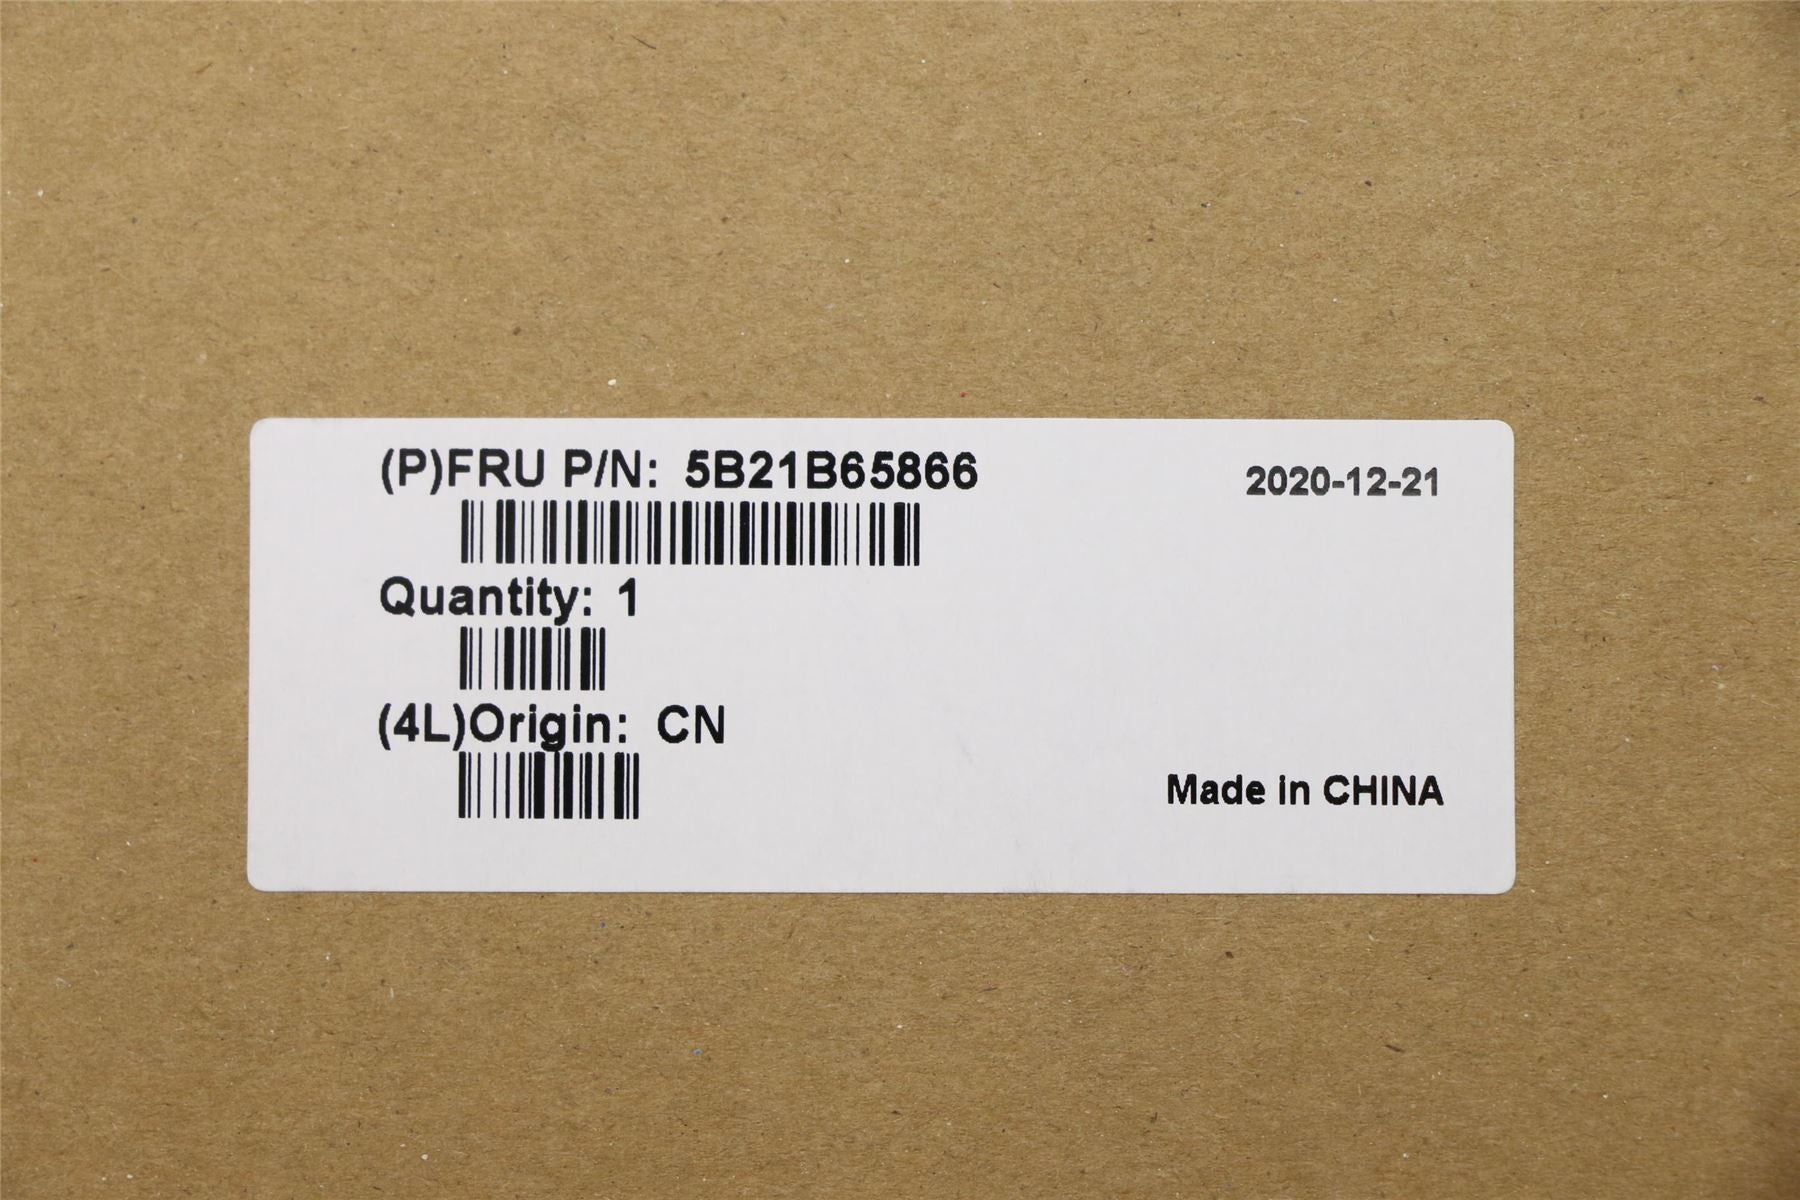 (P)FRU P/N: 5B21B65866
2020-12-21
Quantity: 1
(4L)Origin: CN
Made in CHINA